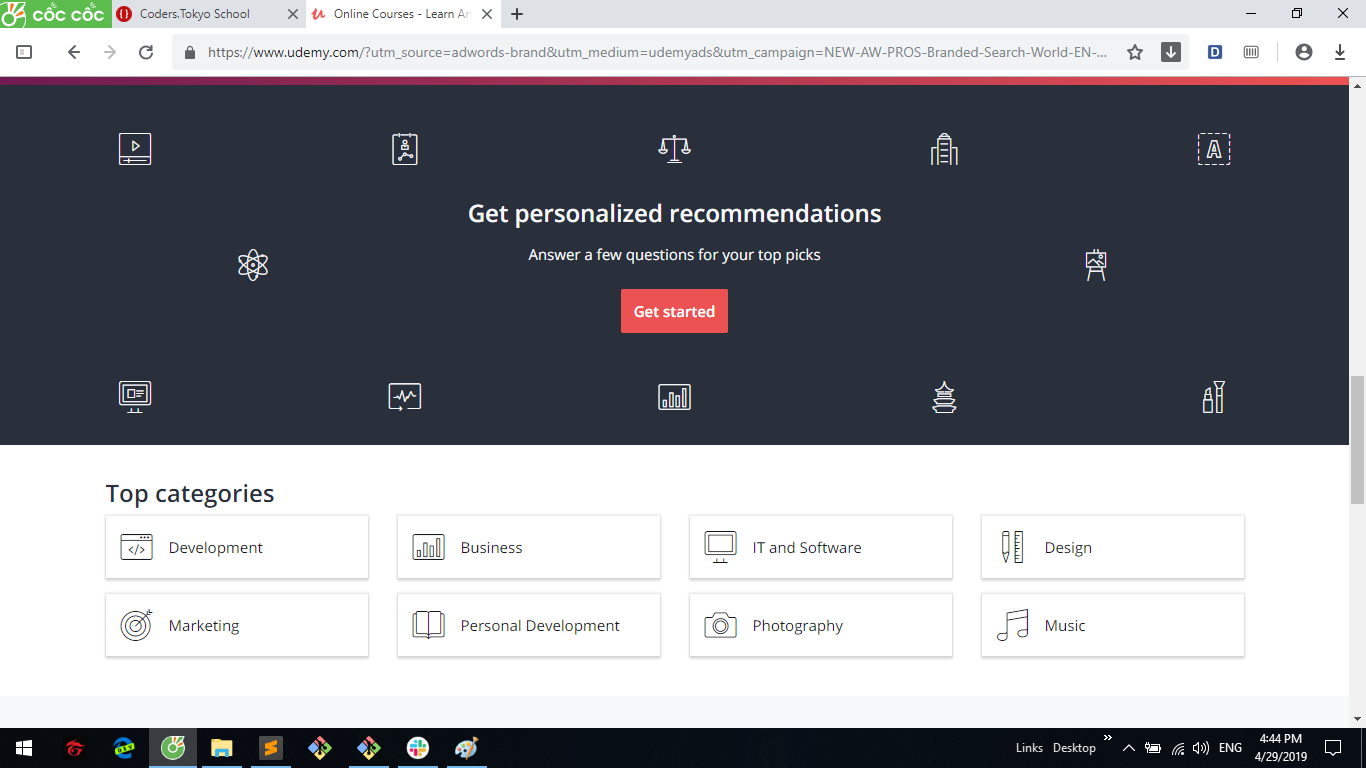 cốc cốc
Coders.Tokyo School
Online Courses - Learn An
https://www.udemy.com/?utm_source=adwords-brand&utm_medium=udemyads&utm_campaign=NEW-AW-PROS-Branded-Search-World-EN-...
D
A
Get personalized recommendations
Answer a few questions for your top picks
Get started
Top categories
Development
Business
IT and Software
Design
Marketing
Personal Development
Photography
Music
Links
Desktop
ENG
4:44 PM
4/29/2019